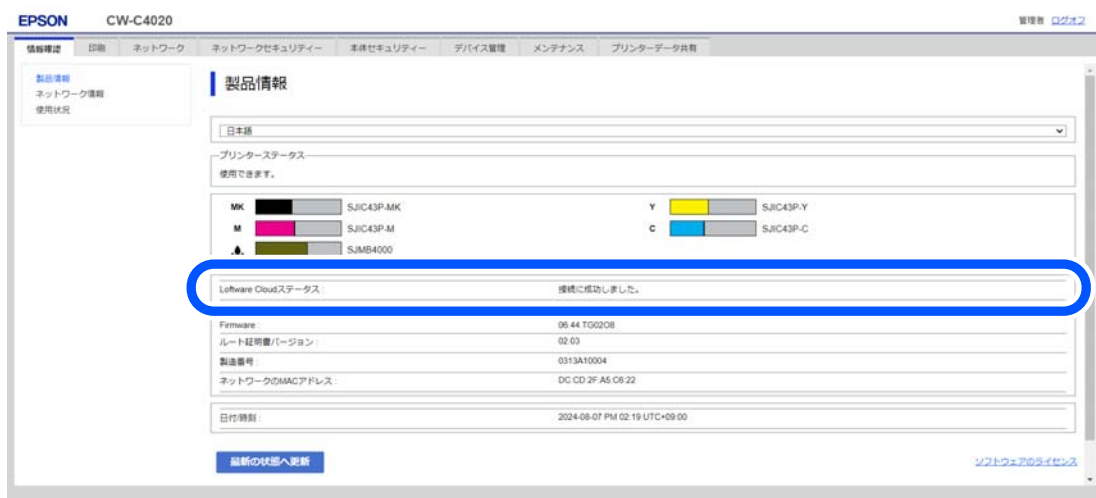 EPSON CW-C4020 管理者 ログオフ
情報確認 印刷 ネットワーク ネットワークセキュリティー 本体セキュリティー デバイス管理 メンテナンス プリンターデータ共有
製品情報
ネットワーク情報
使用状況
製品情報
日本語
プリンターステータス
使用できます。
MK SJIC43P-MK Y SJIC43P-Y
M SJIC43P-M C SJIC43P-C
SJMB4000
Loftware Cloudステータス : 接続に成功しました。
Firmware : 06.44 TG02O8
ルート証明書バージョン : 02.03
製造番号 : 0313A10004
ネットワークのMACアドレス : DC:CD:2F:A5:C6:22
日付/時刻 : 2024-08-07 PM 02:19 UTC+09:00
最新の状態へ更新 ソフトウェアのライセンス